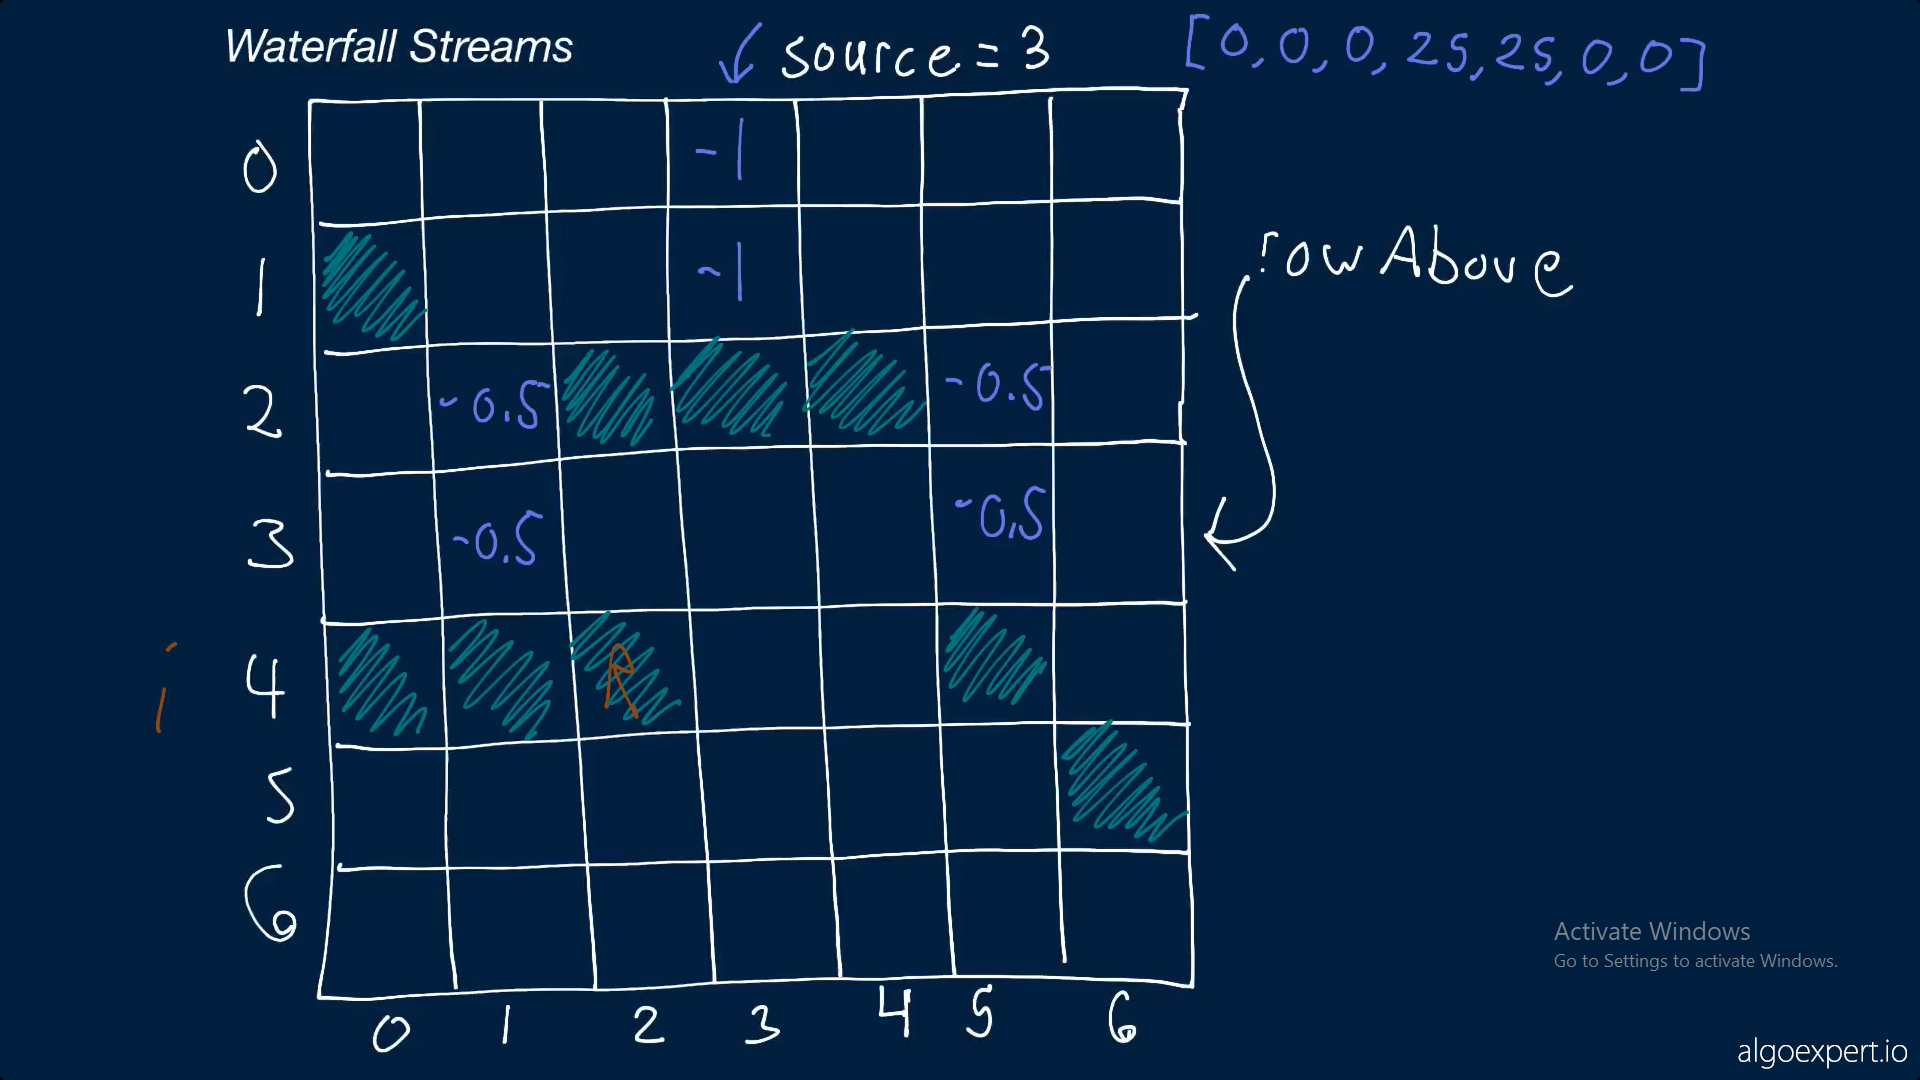 Waterfall Streams
source = 3
[0, 0, 0, 25, 25, 0, 0]
0
-1
1
-1
rowAbove
2
-0.5
-0.5
3
-0.5
-0.5
i
4
R
5
6
0 1 2 3 4 5 6
Activate Windows
Go to Settings to activate Windows.
algoexpert.io